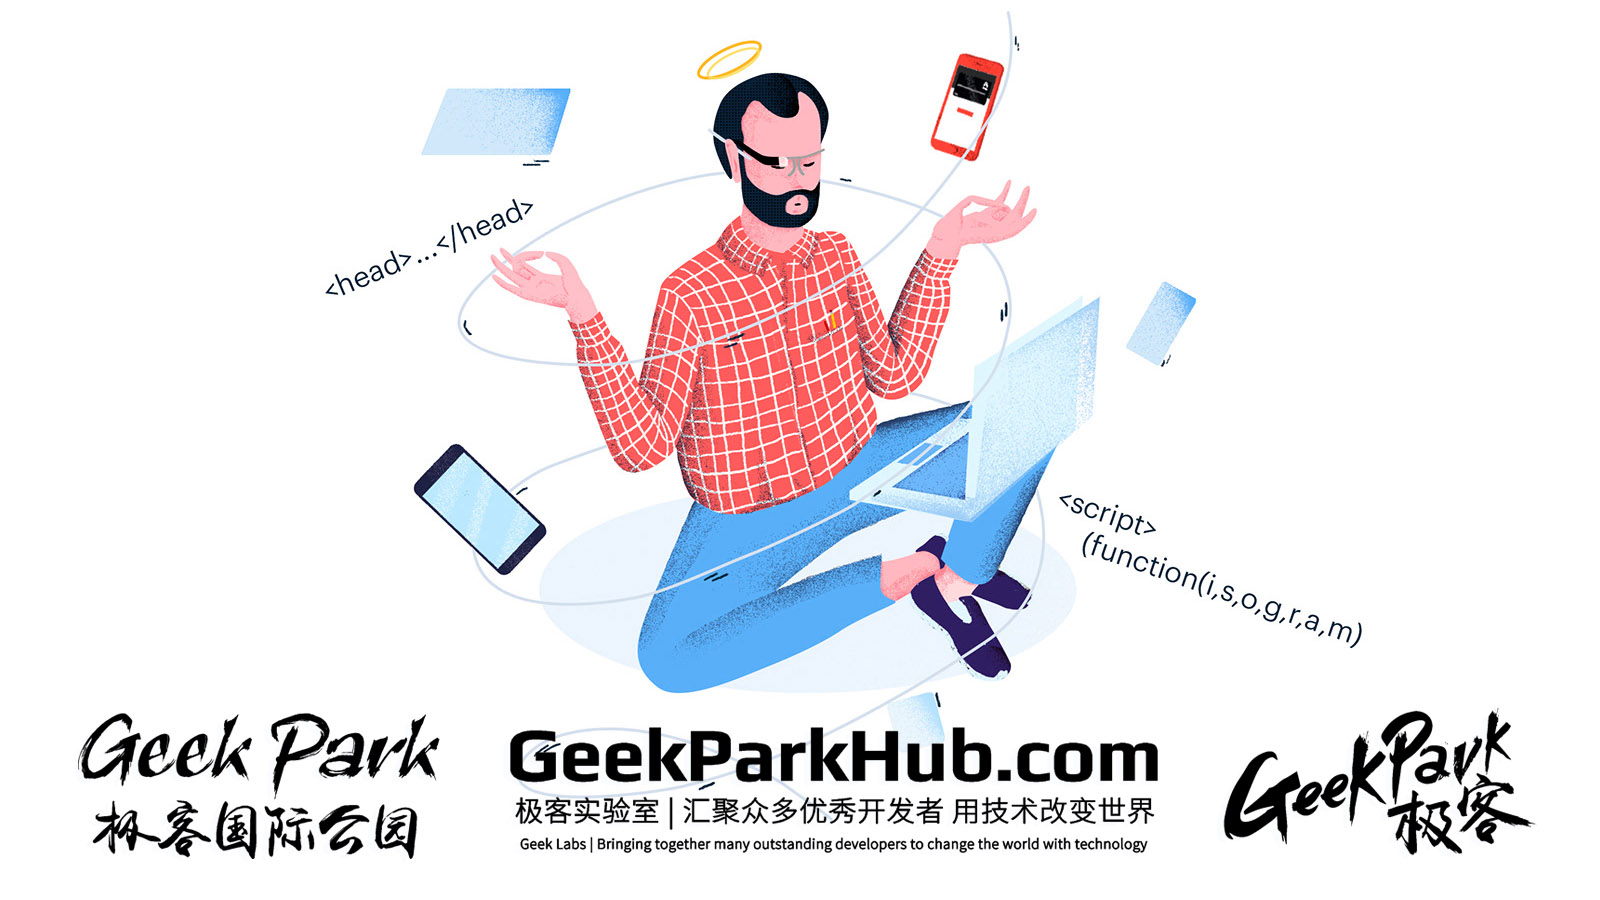 <head>...</head>
<script>
(function(i,s,o,g,r,a,m)
Geek Park
极客国际公园
GeekParkHub.com
极客实验室 | 汇聚众多优秀开发者 用技术改变世界
Geek Labs | Bringing together many outstanding developers to change the world with technology
GeekPark
极客